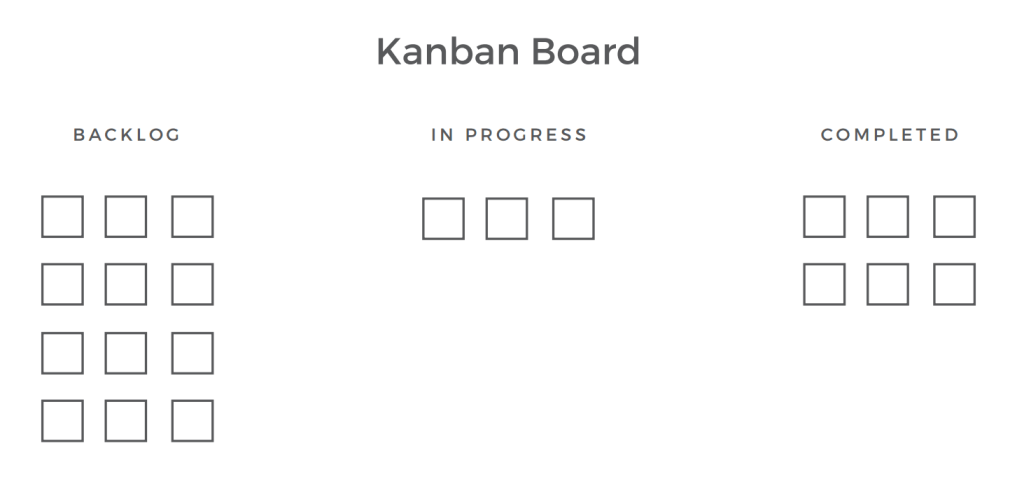 Kanban Board
BACKLOG
IN PROGRESS
COMPLETED